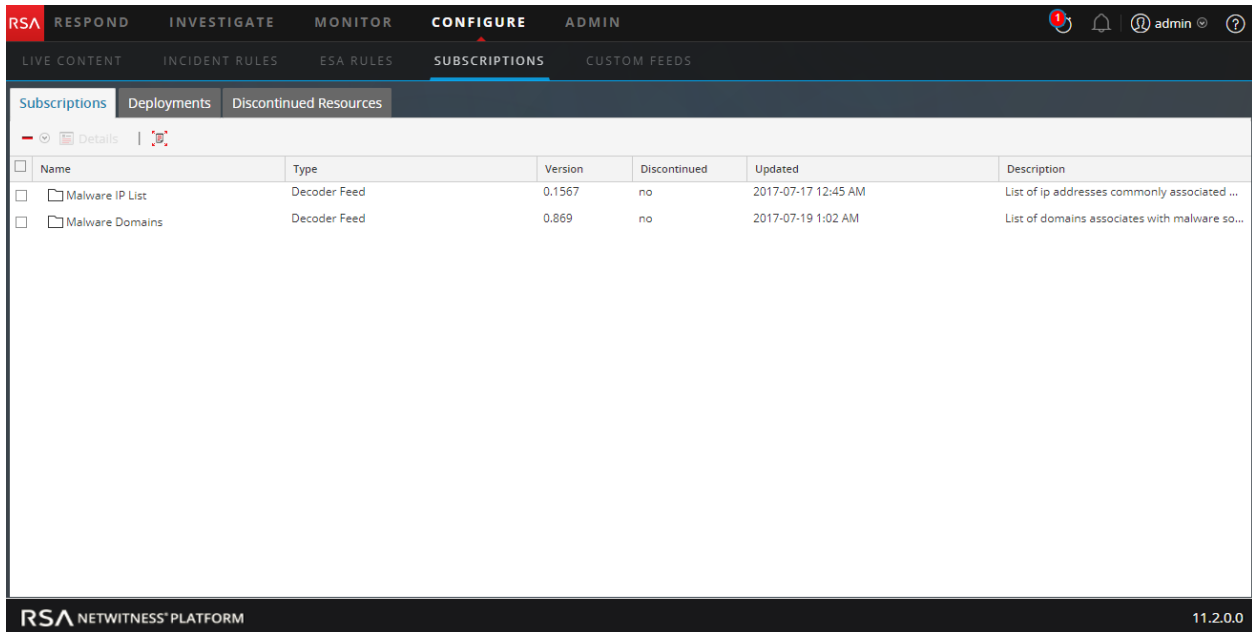 RSA RESPOND INVESTIGATE MONITOR CONFIGURE ADMIN 1 admin ?
LIVE CONTENT INCIDENT RULES ESA RULES SUBSCRIPTIONS CUSTOM FEEDS
Subscriptions Deployments Discontinued Resources
Details
Name Type Version Discontinued Updated Description
Malware IP List Decoder Feed 0.1567 no 2017-07-17 12:45 AM List of ip addresses commonly associated ...
Malware Domains Decoder Feed 0.869 no 2017-07-19 1:02 AM List of domains associates with malware so...
RSA NETWITNESS® PLATFORM 11.2.0.0